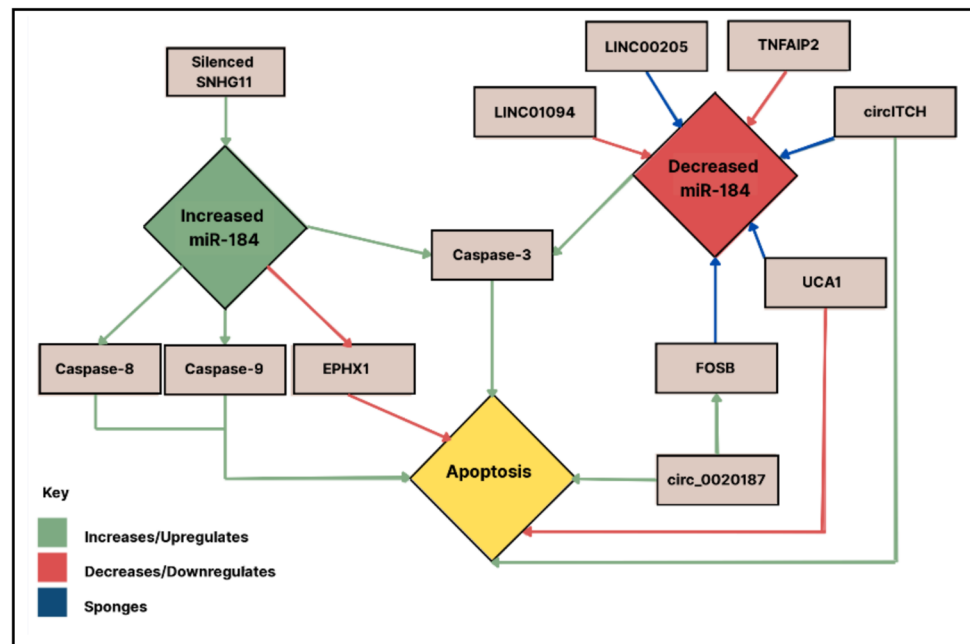 Silenced
SNHG11
LINC00205
TNFAIP2
LINC01094
circITCH
Decreased
miR-184
Increased
miR-184
Caspase-3
UCA1
Caspase-8
Caspase-9
EPHX1
FOSB
Apoptosis
circ_0020187
Key
Increases/Upregulates
Decreases/Downregulates
Sponges